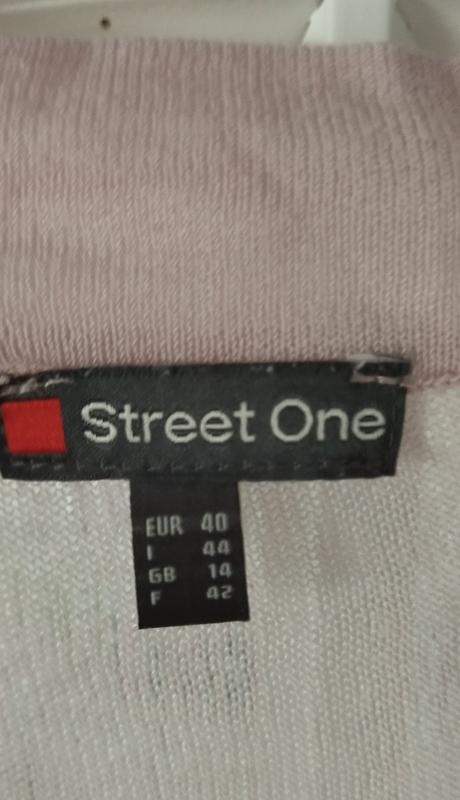 Street One
EUR 40
I 44
GB 14
F 42